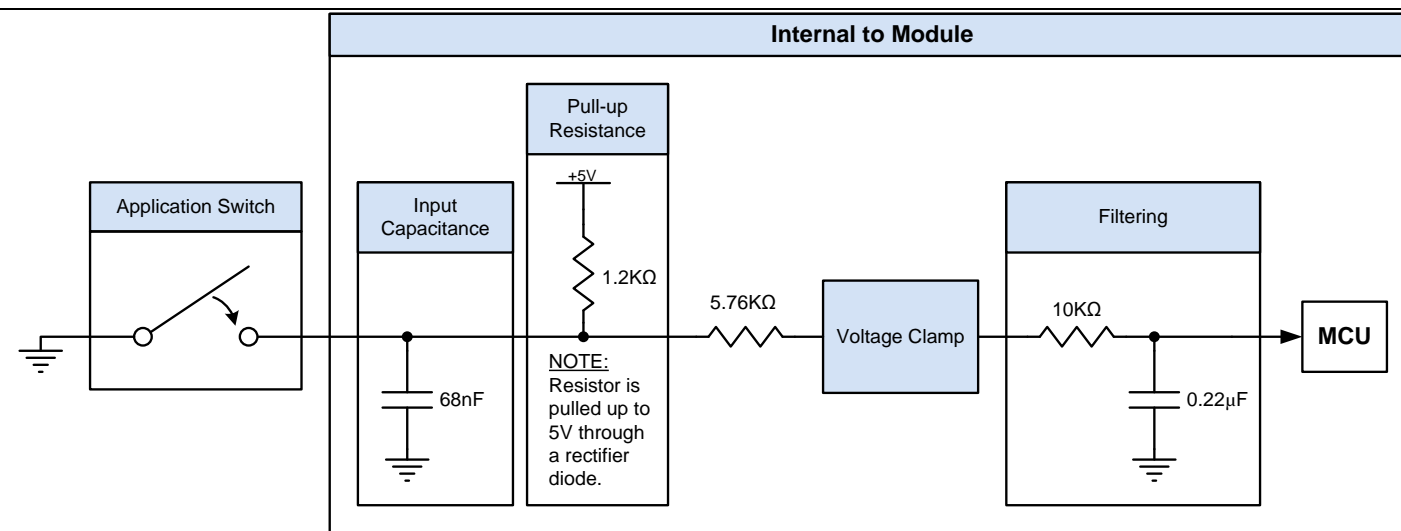 Internal to Module
Pull-up
Resistance
+5V
Application Switch
Input
Capacitance
Filtering
1.2KΩ
5.76KΩ
10KΩ
Voltage Clamp
MCU
NOTE:
Resistor is
pulled up to
5V through
a rectifier
diode.
68nF
0.22µF